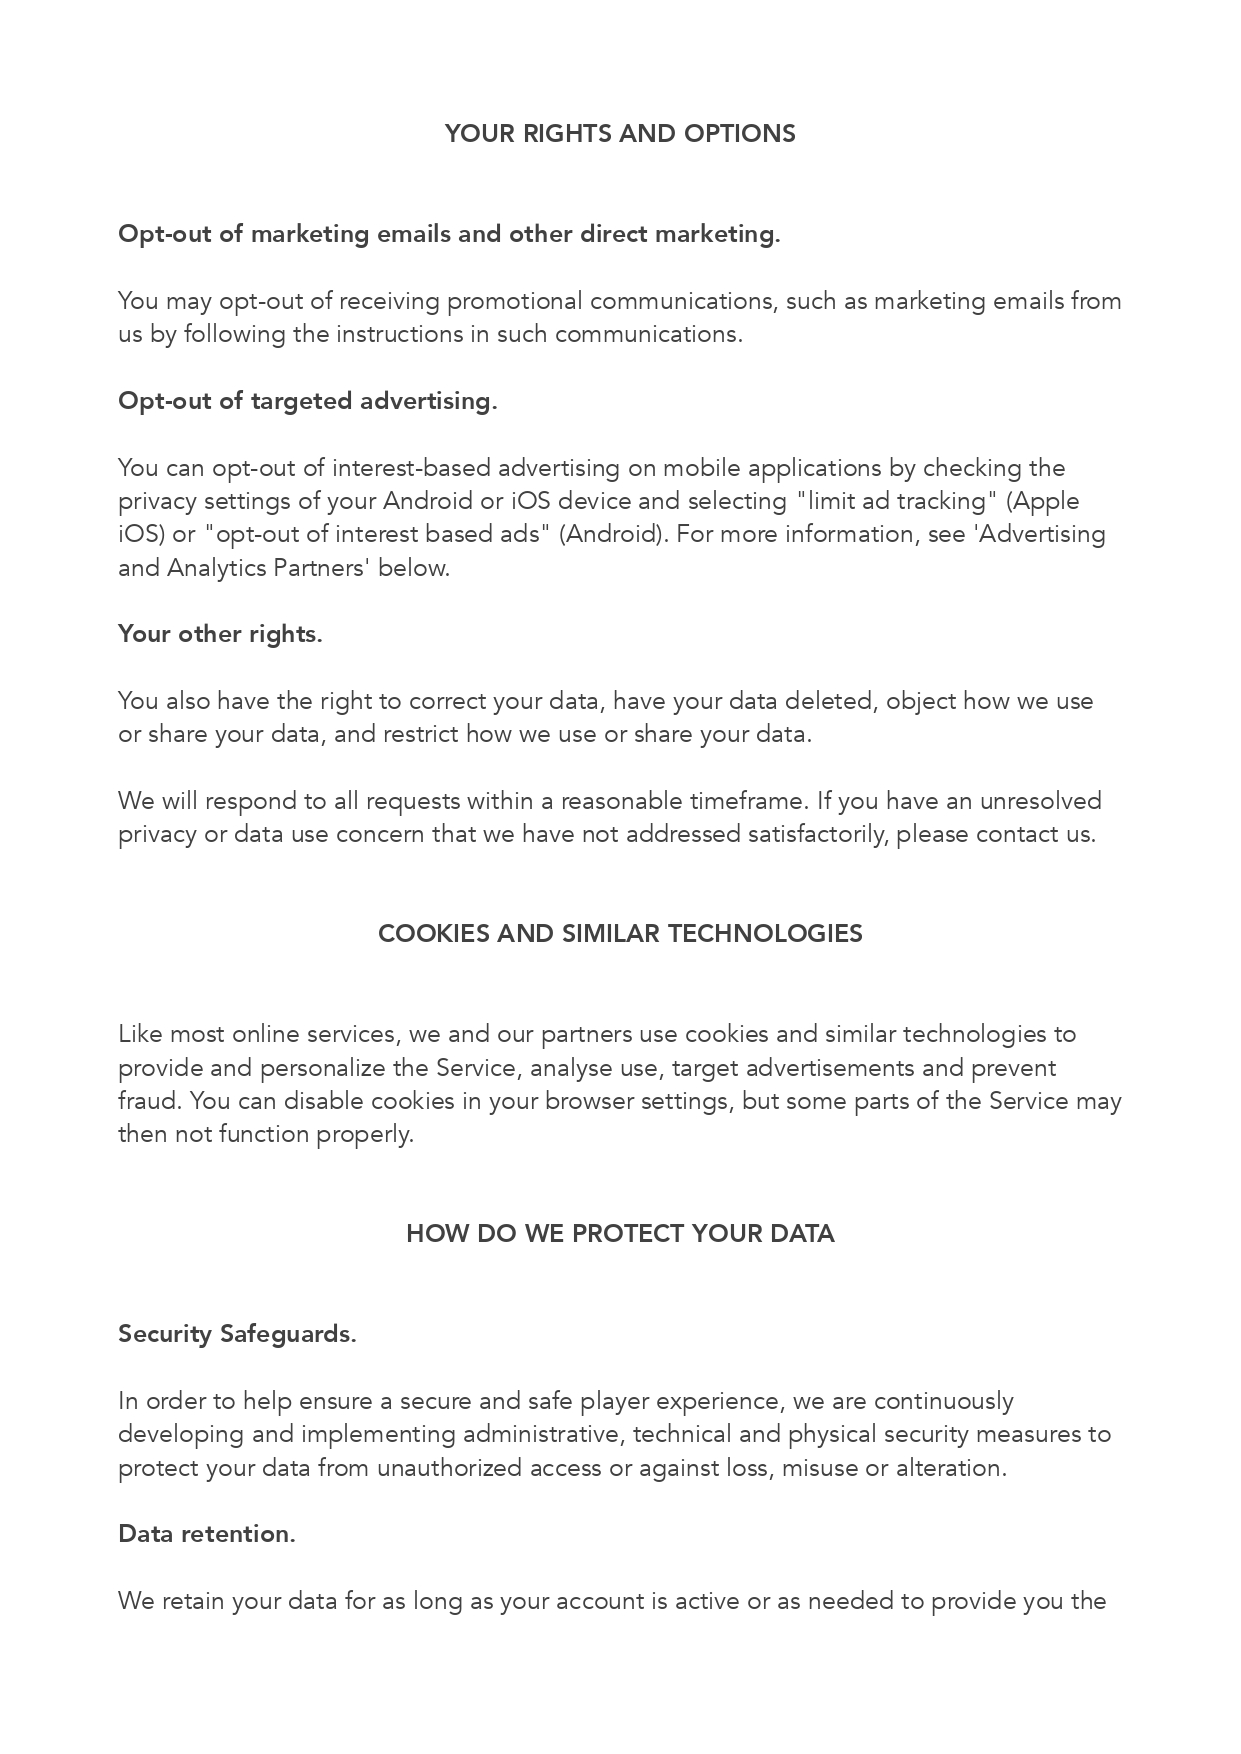 YOUR RIGHTS AND OPTIONS
Opt-out of marketing emails and other direct marketing.
You may opt-out of receiving promotional communications, such as marketing emails from
us by following the instructions in such communications.
Opt-out of targeted advertising.
You can opt-out of interest-based advertising on mobile applications by checking the
privacy settings of your Android or iOS device and selecting "limit ad tracking" (Apple
iOS) or "opt-out of interest based ads" (Android). For more information, see 'Advertising
and Analytics Partners' below.
Your other rights.
You also have the right to correct your data, have your data deleted, object how we use
or share your data, and restrict how we use or share your data.
We will respond to all requests within a reasonable timeframe. If you have an unresolved
privacy or data use concern that we have not addressed satisfactorily, please contact us.
COOKIES AND SIMILAR TECHNOLOGIES
Like most online services, we and our partners use cookies and similar technologies to
provide and personalize the Service, analyse use, target advertisements and prevent
fraud. You can disable cookies in your browser settings, but some parts of the Service may
then not function properly.
HOW DO WE PROTECT YOUR DATA
Security Safeguards.
In order to help ensure a secure and safe player experience, we are continuously
developing and implementing administrative, technical and physical security measures to
protect your data from unauthorized access or against loss, misuse or alteration.
Data retention.
We retain your data for as long as your account is active or as needed to provide you the